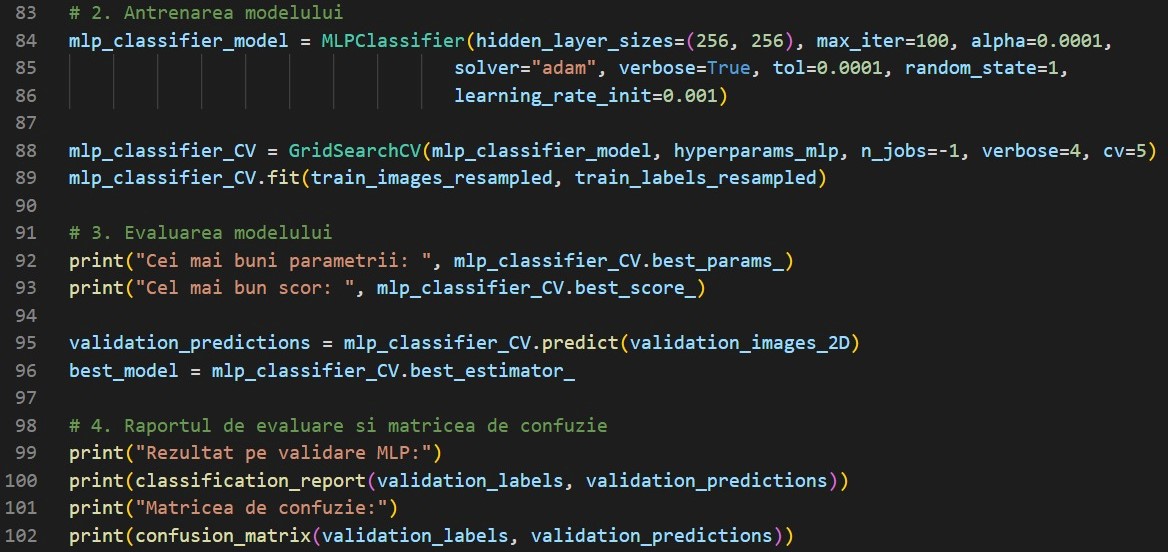 83 # 2. Antrenarea modelului
84 mlp_classifier_model = MLPClassifier(hidden_layer_sizes=(256, 256), max_iter=100, alpha=0.0001,
85 solver="adam", verbose=True, tol=0.0001, random_state=1,
86 learning_rate_init=0.001)
87
88 mlp_classifier_CV = GridSearchCV(mlp_classifier_model, hyperparams_mlp, n_jobs=-1, verbose=4, cv=5)
89 mlp_classifier_CV.fit(train_images_resampled, train_labels_resampled)
90
91 # 3. Evaluarea modelului
92 print("Cei mai buni parametrii: ", mlp_classifier_CV.best_params_)
93 print("Cel mai bun scor: ", mlp_classifier_CV.best_score_)
94
95 validation_predictions = mlp_classifier_CV.predict(validation_images_2D)
96 best_model = mlp_classifier_CV.best_estimator_
97
98 # 4. Raportul de evaluare si matricea de confuzie
99 print("Rezultat pe validare MLP:")
100 print(classification_report(validation_labels, validation_predictions))
101 print("Matricea de confuzie:")
102 print(confusion_matrix(validation_labels, validation_predictions))